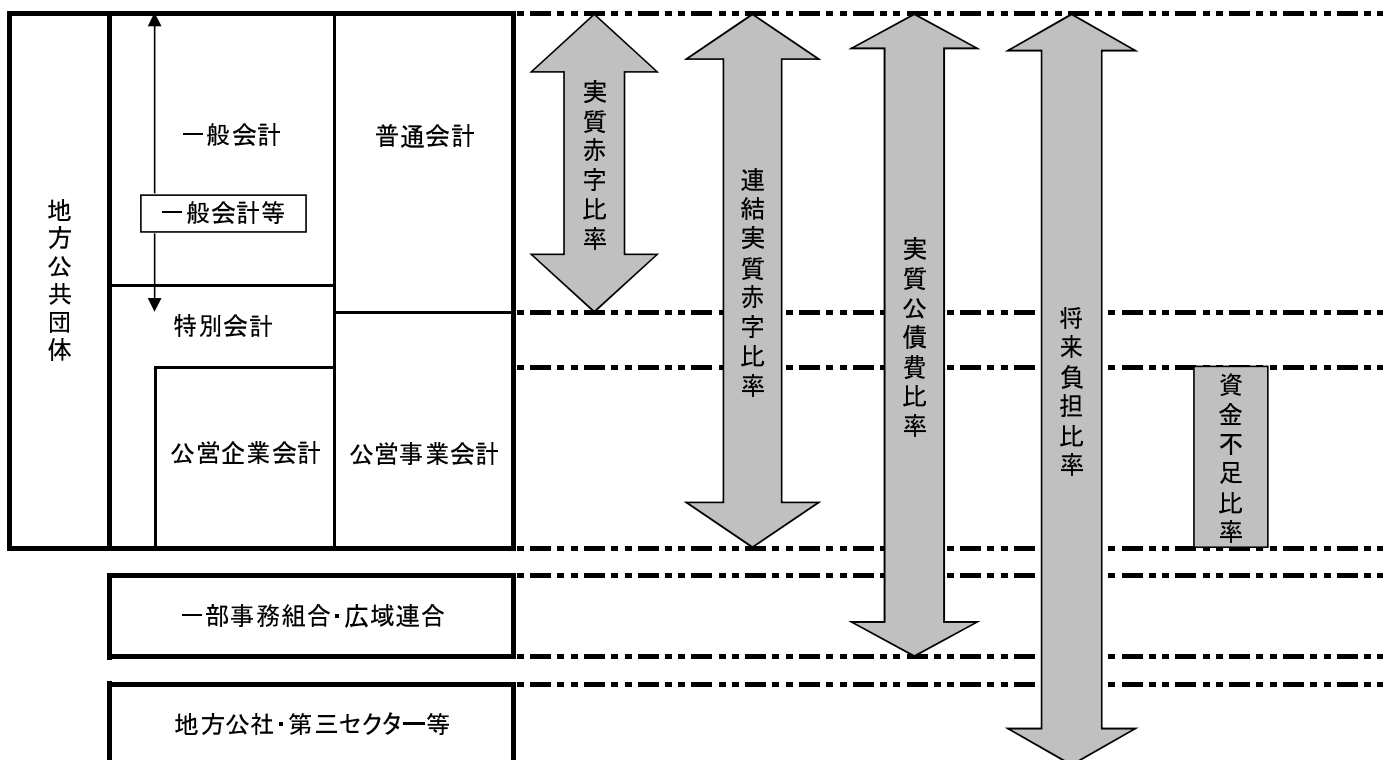 地方公共団体
一般会計
普通会計
一般会計等
特別会計
公営企業会計
公営事業会計
実質赤字比率
連結実質赤字比率
実質公債費比率
将来負担比率
資金不足比率
一部事務組合・広域連合
地方公社・第三セクター等